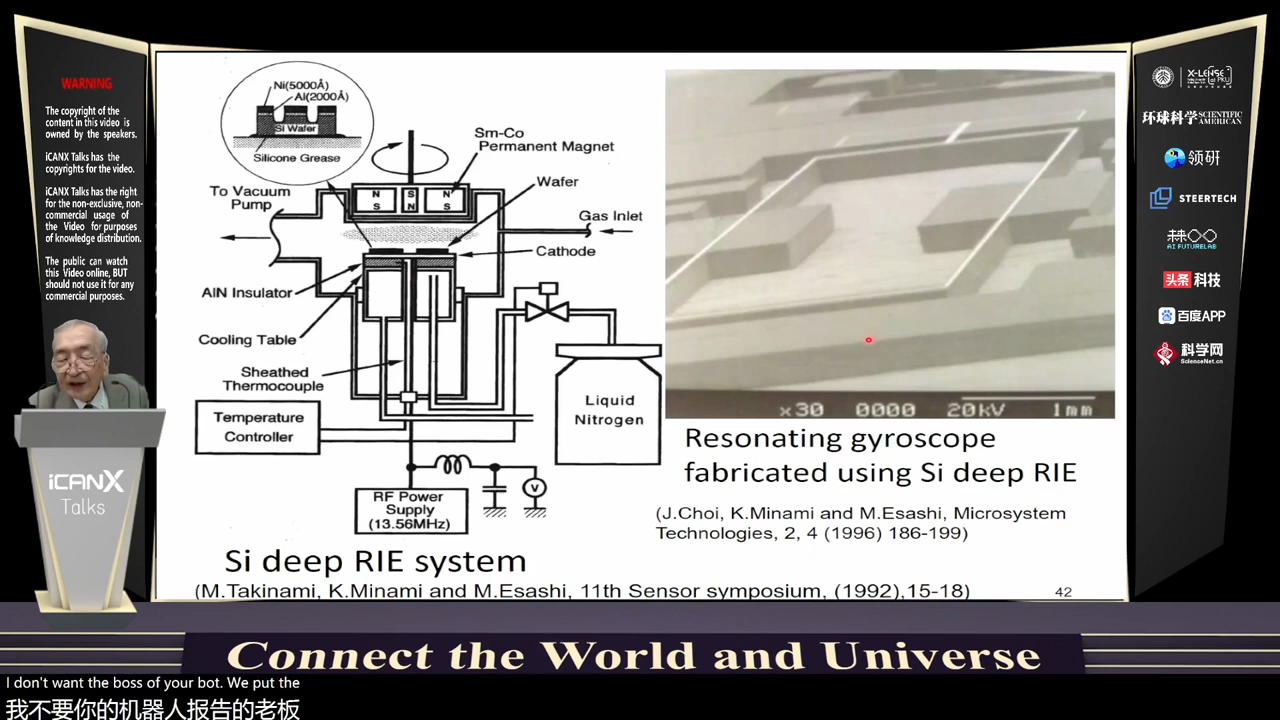 WARNING
The copyright of the
content in this video is
owned by the speakers.
iCANX Talks has the
copyrights for the video.
iCANX Talks has the right
for the non-exclusive, non-
commercial usage of
the Video for purposes
of knowledge distribution.
The public can watch
this Video online, BUT
should not use it for any
commercial purposes.
iCANX
Talks
Ni(5000Å)
Al(2000Å)
Si Wafer
Silicone Grease
Sm-Co
Permanent Magnet
To Vacuum
Pump
N S N
S N S
Wafer
Gas Inlet
Cathode
AlN Insulator
Cooling Table
Sheathed
Thermocouple
Liquid
Nitrogen
Temperature
Controller
V
RF Power
Supply
(13.56MHz)
Si deep RIE system
(M.Takinami, K.Minami and M.Esashi, 11th Sensor symposium, (1992),15-18)
x30 0000 20kV 1mm
Resonating gyroscope
fabricated using Si deep RIE
(J.Choi, K.Minami and M.Esashi, Microsystem
Technologies, 2, 4 (1996) 186-199)
42
X-LENSE
PKU
环球科学 SCIENTIFIC AMERICAN
领研
STEERTECH
AI FUTURELAB
头条 科技
百度APP
科学网
ScienceNet.cn
Connect the World and Universe
I don't want the boss of your bot. We put the
我不要你的机器人报告的老板